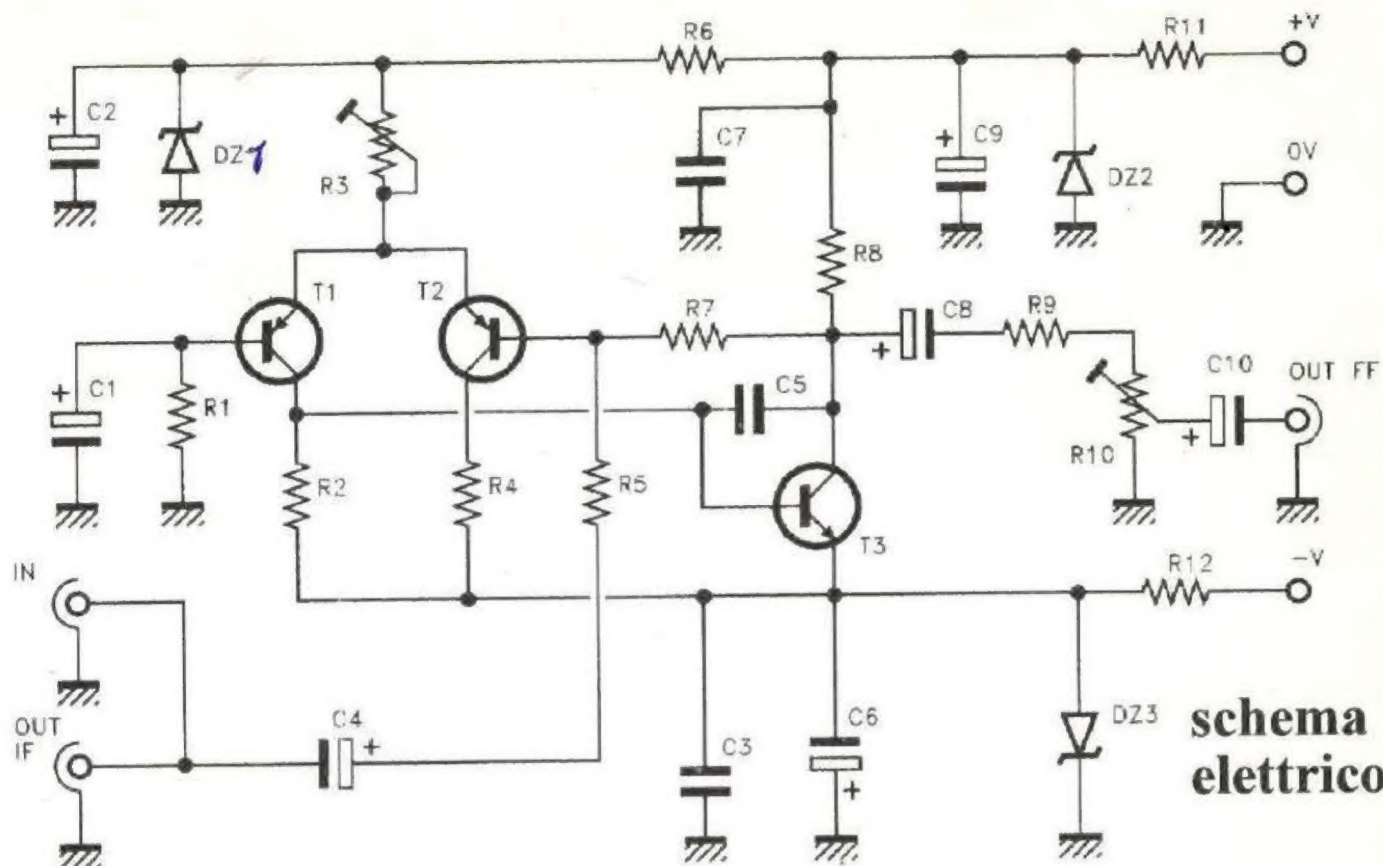 R6
R11
+V
C2
+
DZ1
R3
C7
+
C9
DZ2
0V
T1
T2
R8
R7
C8
+
R9
+
C1
R1
C5
C10
+
OUT FF
R10
R2
R4
R5
T3
IN
R12
-V
OUT
IF
C4
+
C3
C6
+
DZ3
schema
elettrico